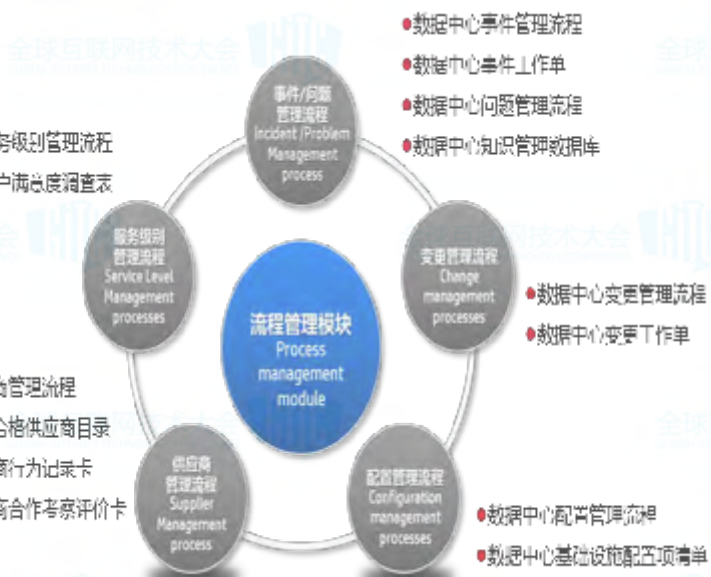 全球互联网技术大会
事件/问题
管理流程
Incident /Problem
Management
process
数据中心事件管理流程
数据中心事件工作单
数据中心问题管理流程
数据中心知识管理数据库
务级别管理流程
户满意度调查表
服务级别
管理流程
Service Level
Management
processes
变更管理流程
Change
management
processes
数据中心变更管理流程
数据中心变更工作单
流程管理模块
Process
management
module
商管理流程
合格供应商目录
商行为记录卡
商合作考察评价卡
供应商
管理流程
Supplier
Management
process
配置管理流程
Configuration
management
processes
数据中心配置管理流程
数据中心基础设施配置项清单